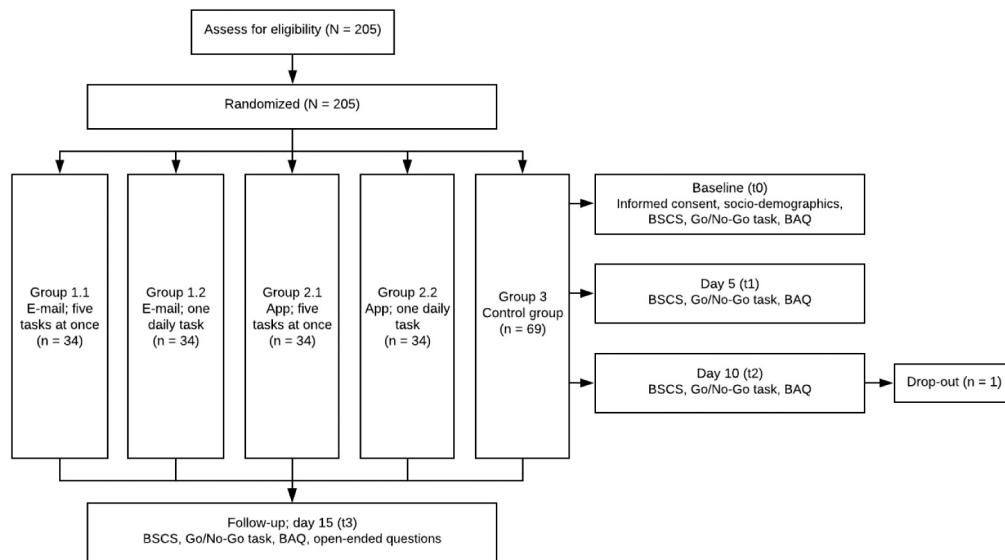 Assess for eligibility (N = 205)
Randomized (N = 205)
Group 1.1
E-mail; five
tasks at once
(n = 34)
Group 1.2
E-mail; one
daily task
(n = 34)
Group 2.1
App; five
tasks at once
(n = 34)
Group 2.2
App; one daily
task
(n = 34)
Group 3
Control group
(n = 69)
Baseline (t0)
Informed consent, socio-demographics,
BSCS, Go/No-Go task, BAQ
Day 5 (t1)
BSCS, Go/No-Go task, BAQ
Day 10 (t2)
BSCS, Go/No-Go task, BAQ
Drop-out (n = 1)
Follow-up; day 15 (t3)
BSCS, Go/No-Go task, BAQ, open-ended questions